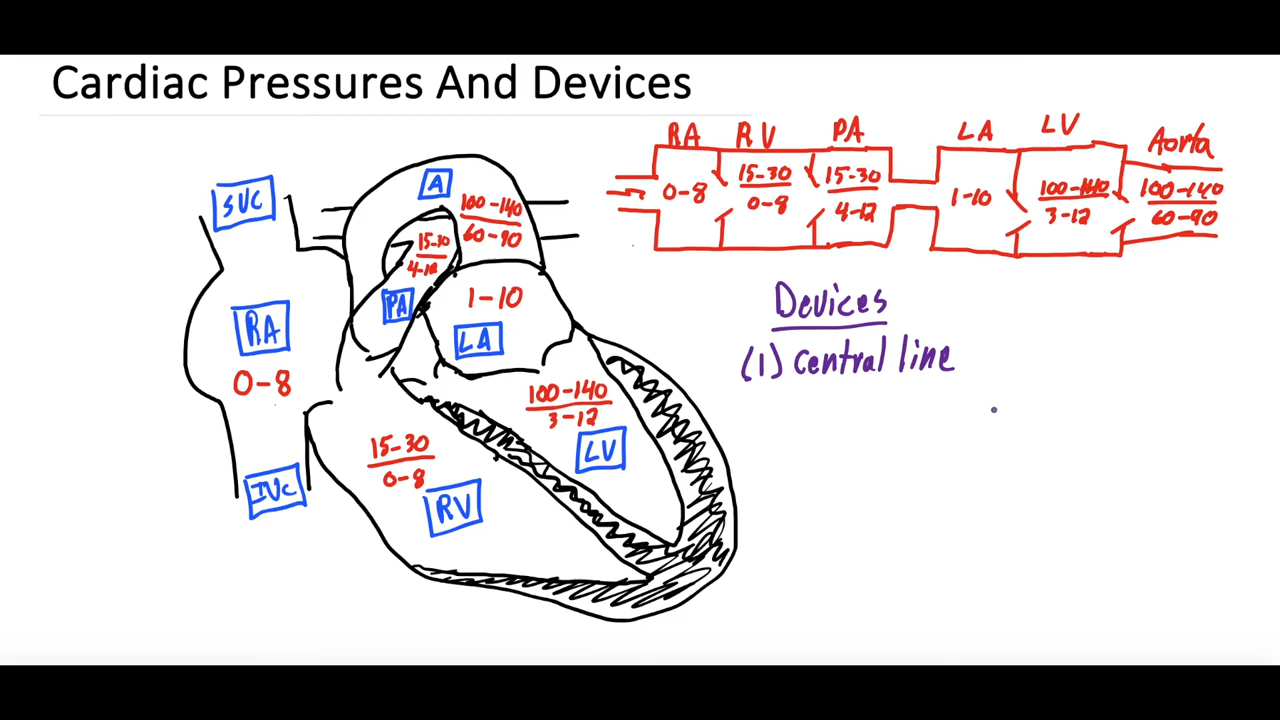 Cardiac Pressures And Devices
RA RV PA LA LV Aorta
0-8
15-30
0-8
15-30
4-12
1-10
100-140
3-12
100-140
60-90
SVC
A
100-140
60-90
15-30
4-12
PA
1-10
LA
RA
0-8
100-140
3-12
LV
15-30
0-8
RV
IVC
Devices
(1) central line